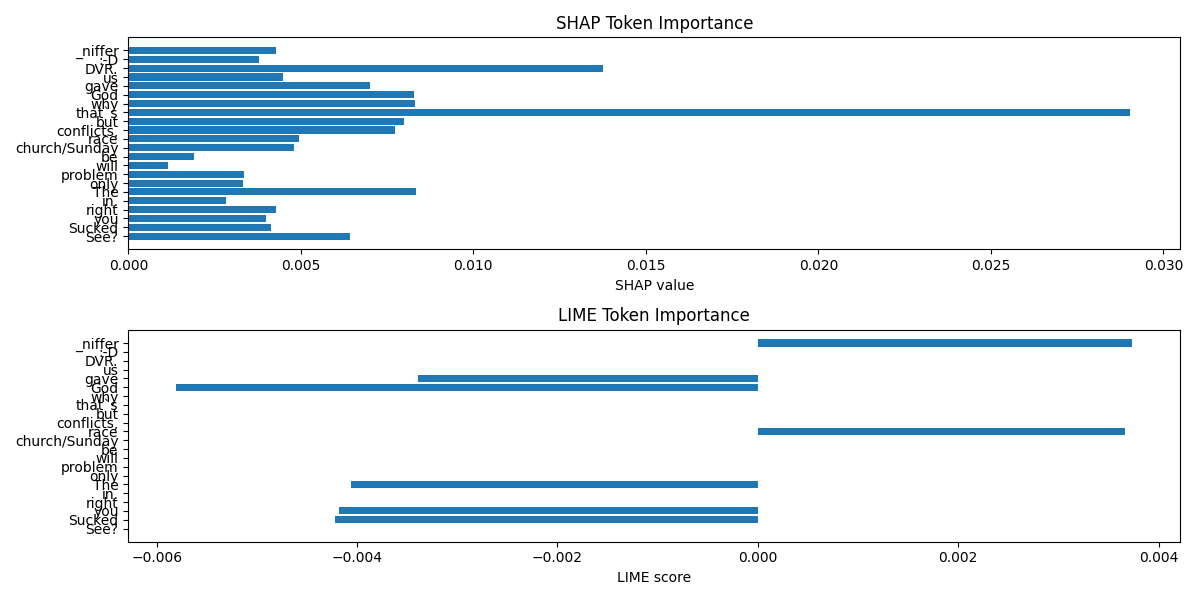 SHAP Token Importance
_niffer
_ :-D
DVR.
us
gave
God
why
that's
but
conflicts,
race
church/Sunday
be
will
problem
only
The
in.
right
you
Sucked
See?
0.000 0.005 0.010 0.015 0.020 0.025 0.030
SHAP value
LIME Token Importance
_niffer
_ :-D
DVR.
us
gave
God
why
that's
but
conflicts,
race
church/Sunday
be
will
problem
only
The
in.
right
you
Sucked
See?
−0.006 −0.004 −0.002 0.000 0.002 0.004
LIME score